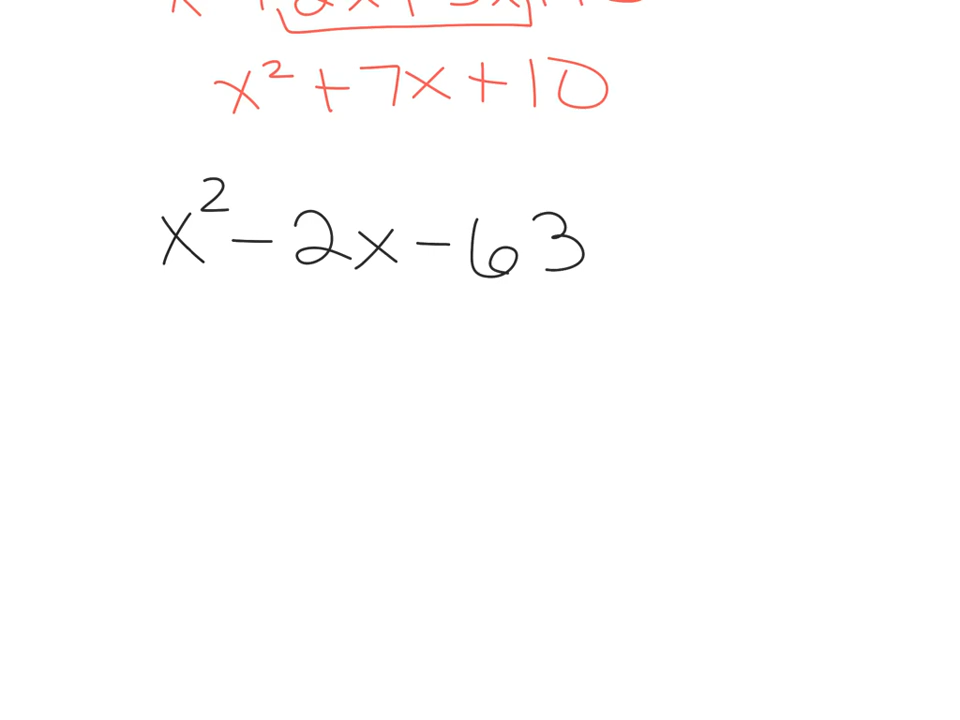 x² + 7x + 10
x² - 2x - 63